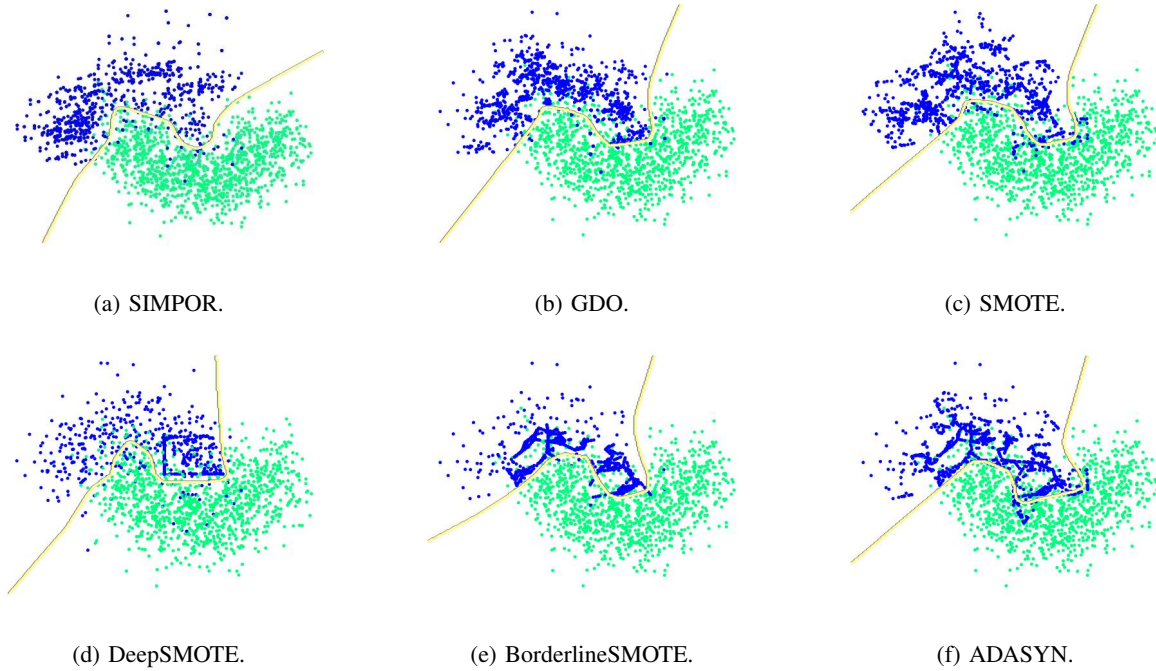 (a) SIMPOR.
(b) GDO.
(c) SMOTE.
(d) DeepSMOTE.
(e) BorderlineSMOTE.
(f) ADASYN.